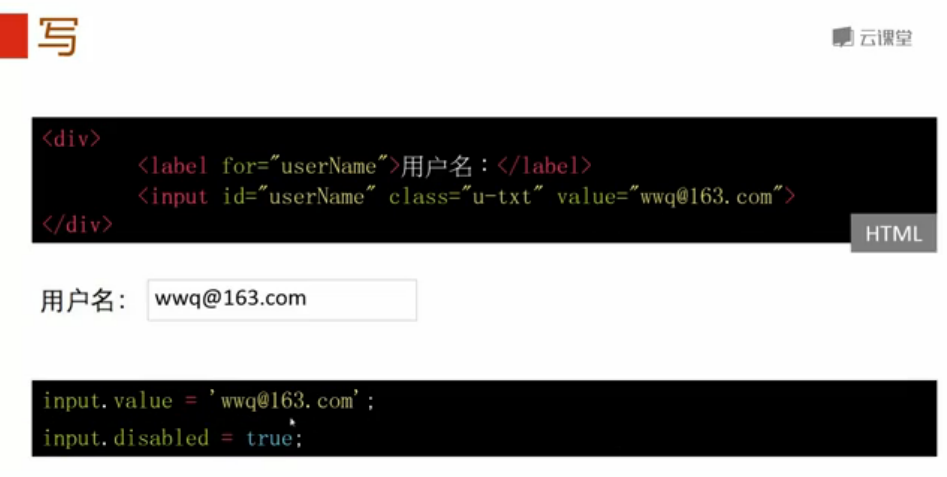 写
云课堂
<div>
<label for="userName">用户名：</label>
<input id="userName" class="u-txt" value="wwq@163.com">
</div>
HTML
用户名： wwq@163.com
input.value = 'wwq@163.com';
input.disabled = true;